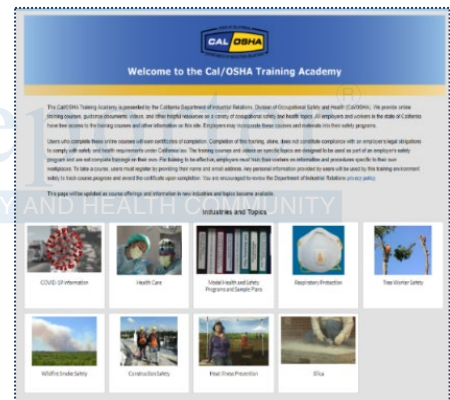 CAL OSHA
Welcome to the Cal/OSHA Training Academy
The Cal/OSHA Training Academy is presented by the California Department of Industrial Relations, Division of Occupational Safety and Health (Cal/OSHA). We provide online
training courses, guidance documents, videos, and other helpful resources on a variety of occupational safety and health topics. All employers and workers in the state of California
have free access to the training courses and other information on this site. Employers may incorporate these courses and materials into their safety programs.
Users who complete these online courses will earn certificates of completion. Completion of this training, alone, does not constitute compliance with an employer's legal obligations
to comply with safety and health requirements under California law. The training courses and videos on specific topics are designed to be used as part of an employer's safety
program and are not complete trainings on their own. For training to be effective, employers must train their workers on information and procedures specific to their own
workplaces. To take a course, users must register by providing their name and email address. Any personal information provided by users will be used by this training environment
solely to track course progress and award the certificate upon completion. You are encouraged to review the Department of Industrial Relations privacy policy.
This page will be updated as course offerings and information in new industries and topics become available.
Y AND HEALTH COMMUNITY
Industries and Topics
COVID-19 Information
Health Care
Model Health and Safety
Programs and Sample Plans
Respiratory Protection
Tree Worker Safety
Wildfire Smoke Safety
Construction Safety
Heat Illness Prevention
Silica